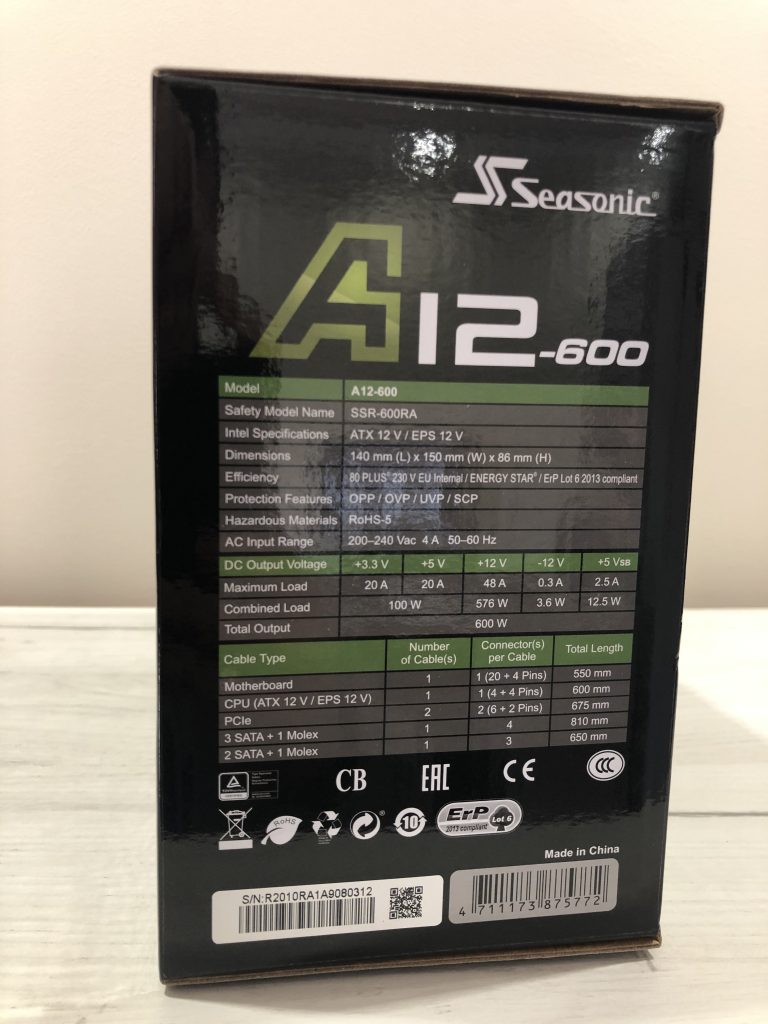 Seasonic®
A12-600
Model A12-600
Safety Model Name SSR-600RA
Intel Specifications ATX 12 V / EPS 12 V
Dimensions 140 mm (L) x 150 mm (W) x 86 mm (H)
Efficiency 80 PLUS® 230 V EU Internal / ENERGY STAR® / ErP Lot 6 2013 compliant
Protection Features OPP / OVP / UVP / SCP
Hazardous Materials RoHS-5
AC Input Range 200–240 Vac 4 A 50–60 Hz
DC Output Voltage +3.3 V +5 V +12 V -12 V +5 VSB
Maximum Load 20 A 20 A 48 A 0.3 A 2.5 A
Combined Load 100 W 576 W 3.6 W 12.5 W
Total Output 600 W
Cable Type Number of Cable(s) Connector(s) per Cable Total Length
Motherboard 1 1 (20 + 4 Pins) 550 mm
CPU (ATX 12 V / EPS 12 V) 1 1 (4 + 4 Pins) 600 mm
PCIe 2 2 (6 + 2 Pins) 675 mm
3 SATA + 1 Molex 1 4 810 mm
2 SATA + 1 Molex 1 3 650 mm
CB EAC CE CCC
RoHS 10 ErP Lot 6
2013 compliant
Made in China
S/N:R2010RA1A9080312
4 711173 875772